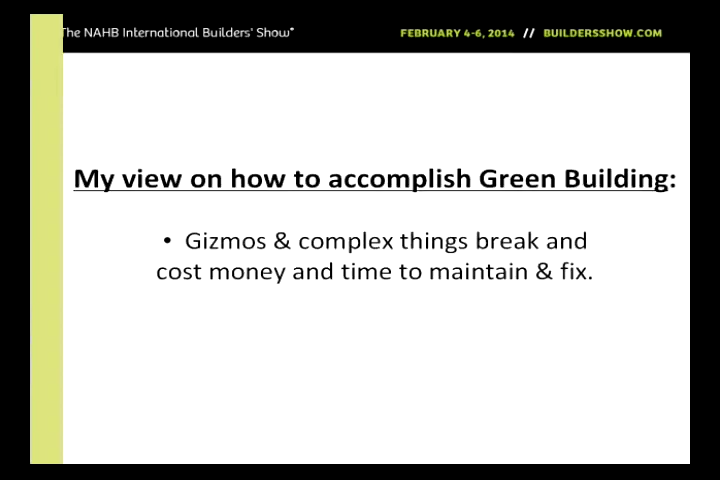 The NAHB International Builders' Show® FEBRUARY 4-6, 2014 // BUILDERSSHOW.COM
My view on how to accomplish Green Building:
• Gizmos & complex things break and
cost money and time to maintain & fix.